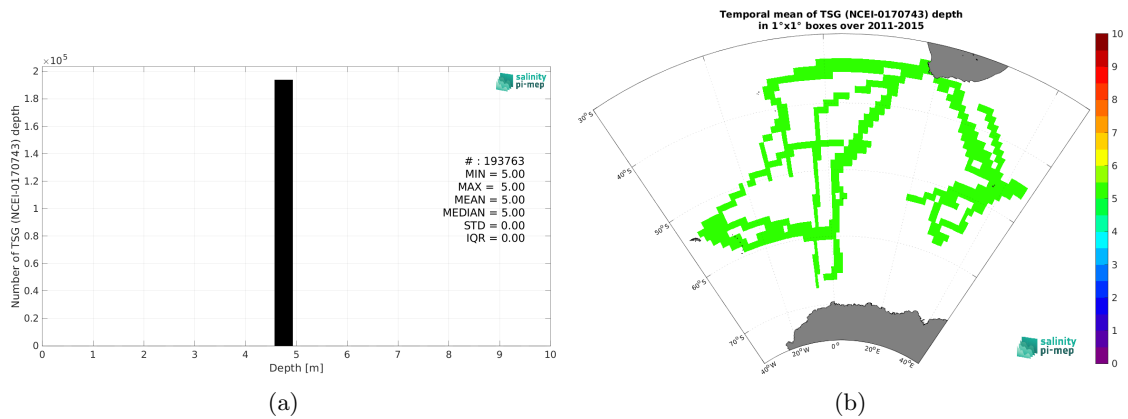 ×10⁵
2
1.8
1.6
1.4
1.2
1
0.8
0.6
0.4
0.2
0
Number of TSG (NCEI-0170743) depth
salinity
pi-mep
# : 193763
MIN = 5.00
MAX = 5.00
MEAN = 5.00
MEDIAN = 5.00
STD = 0.00
IQR = 0.00
0 1 2 3 4 5 6 7 8 9 10
Depth [m]
(a)
Temporal mean of TSG (NCEI-0170743) depth
in 1°x1° boxes over 2011-2015
30°S
40°S
50°S
60°S
70°S
40°W
20°W
0°
20°E
40°E
10
9
8
7
6
5
4
3
2
1
0
salinity
pi-mep
(b)